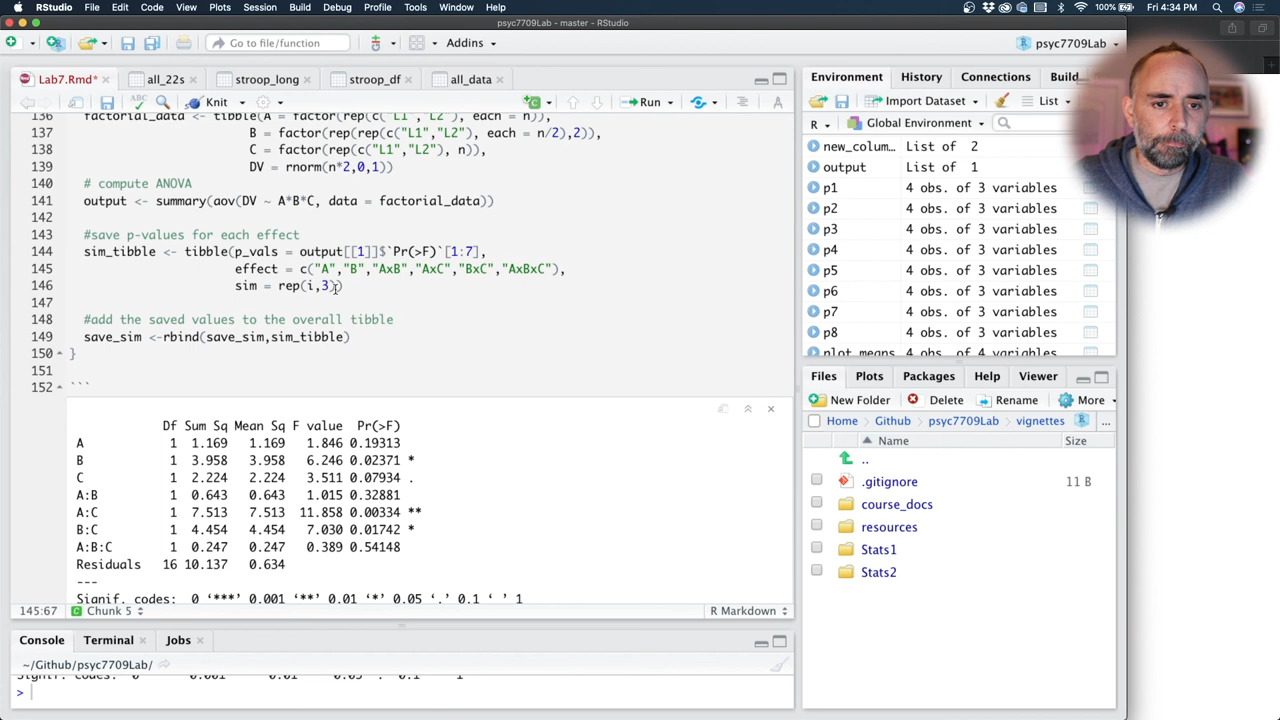 RStudio File Edit Code View Plots Session Build Debug Profile Tools Window Help 100% Fri 4:34 PM
psyc7709Lab - master - RStudio
Go to file/function Addins psyc7709Lab
Lab7.Rmd* all_22s stroop_long stroop_df all_data
Knit Run
136 factorial_data <- tibble(A = factor(rep(c("L1","L2"), each = n)),
137 B = factor(rep(rep(c("L1","L2"), each = n/2),2)),
138 C = factor(rep(c("L1","L2"), n)),
139 DV = rnorm(n*2,0,1))
140 # compute ANOVA
141 output <- summary(aov(DV ~ A*B*C, data = factorial_data))
142
143 #save p-values for each effect
144 sim_tibble <- tibble(p_vals = output[[1]]$`Pr(>F)`[1:7],
145 effect = c("A","B","AxB","AxC","BxC","AxBxC"),
146 sim = rep(i,3))
147
148 #add the saved values to the overall tibble
149 save_sim <-rbind(save_sim,sim_tibble)
150 }
151
152 ```
Df Sum Sq Mean Sq F value Pr(>F)
A 1 1.169 1.169 1.846 0.19313
B 1 3.958 3.958 6.246 0.02371 *
C 1 2.224 2.224 3.511 0.07934 .
A:B 1 0.643 0.643 1.015 0.32881
A:C 1 7.513 7.513 11.858 0.00334 **
B:C 1 4.454 4.454 7.030 0.01742 *
A:B:C 1 0.247 0.247 0.389 0.54148
Residuals 16 10.137 0.634
---
Signif. codes: 0 ‘***’ 0.001 ‘**’ 0.01 ‘*’ 0.05 ‘.’ 0.1 ‘ ’ 1
145:67 Chunk 5 R Markdown
Console Terminal Jobs
~/Github/psyc7709Lab/
Signif. codes: 0 0.001 0.01 0.05 0.1 1
>
Environment History Connections Build
Import Dataset List
R Global Environment
new_colum... List of 2
output List of 1
p1 4 obs. of 3 variables
p2 4 obs. of 3 variables
p3 4 obs. of 3 variables
p4 4 obs. of 3 variables
p5 4 obs. of 3 variables
p6 4 obs. of 3 variables
p7 4 obs. of 3 variables
p8 4 obs. of 3 variables
plot_means 4 obs. of 4 variables
Files Plots Packages Help Viewer
New Folder Delete Rename More
Home Github psyc7709Lab vignettes ...
Name Size
..
.gitignore 11 B
course_docs
resources
Stats1
Stats2